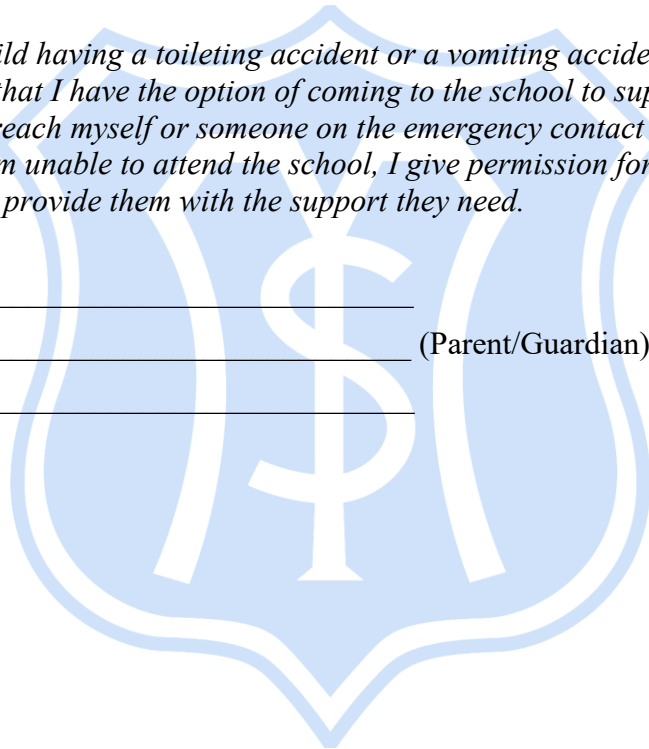 ild having a toileting accident or a vomiting accide
that I have the option of coming to the school to sup
reach myself or someone on the emergency contact
m unable to attend the school, I give permission for
provide them with the support they need.
(Parent/Guardian)